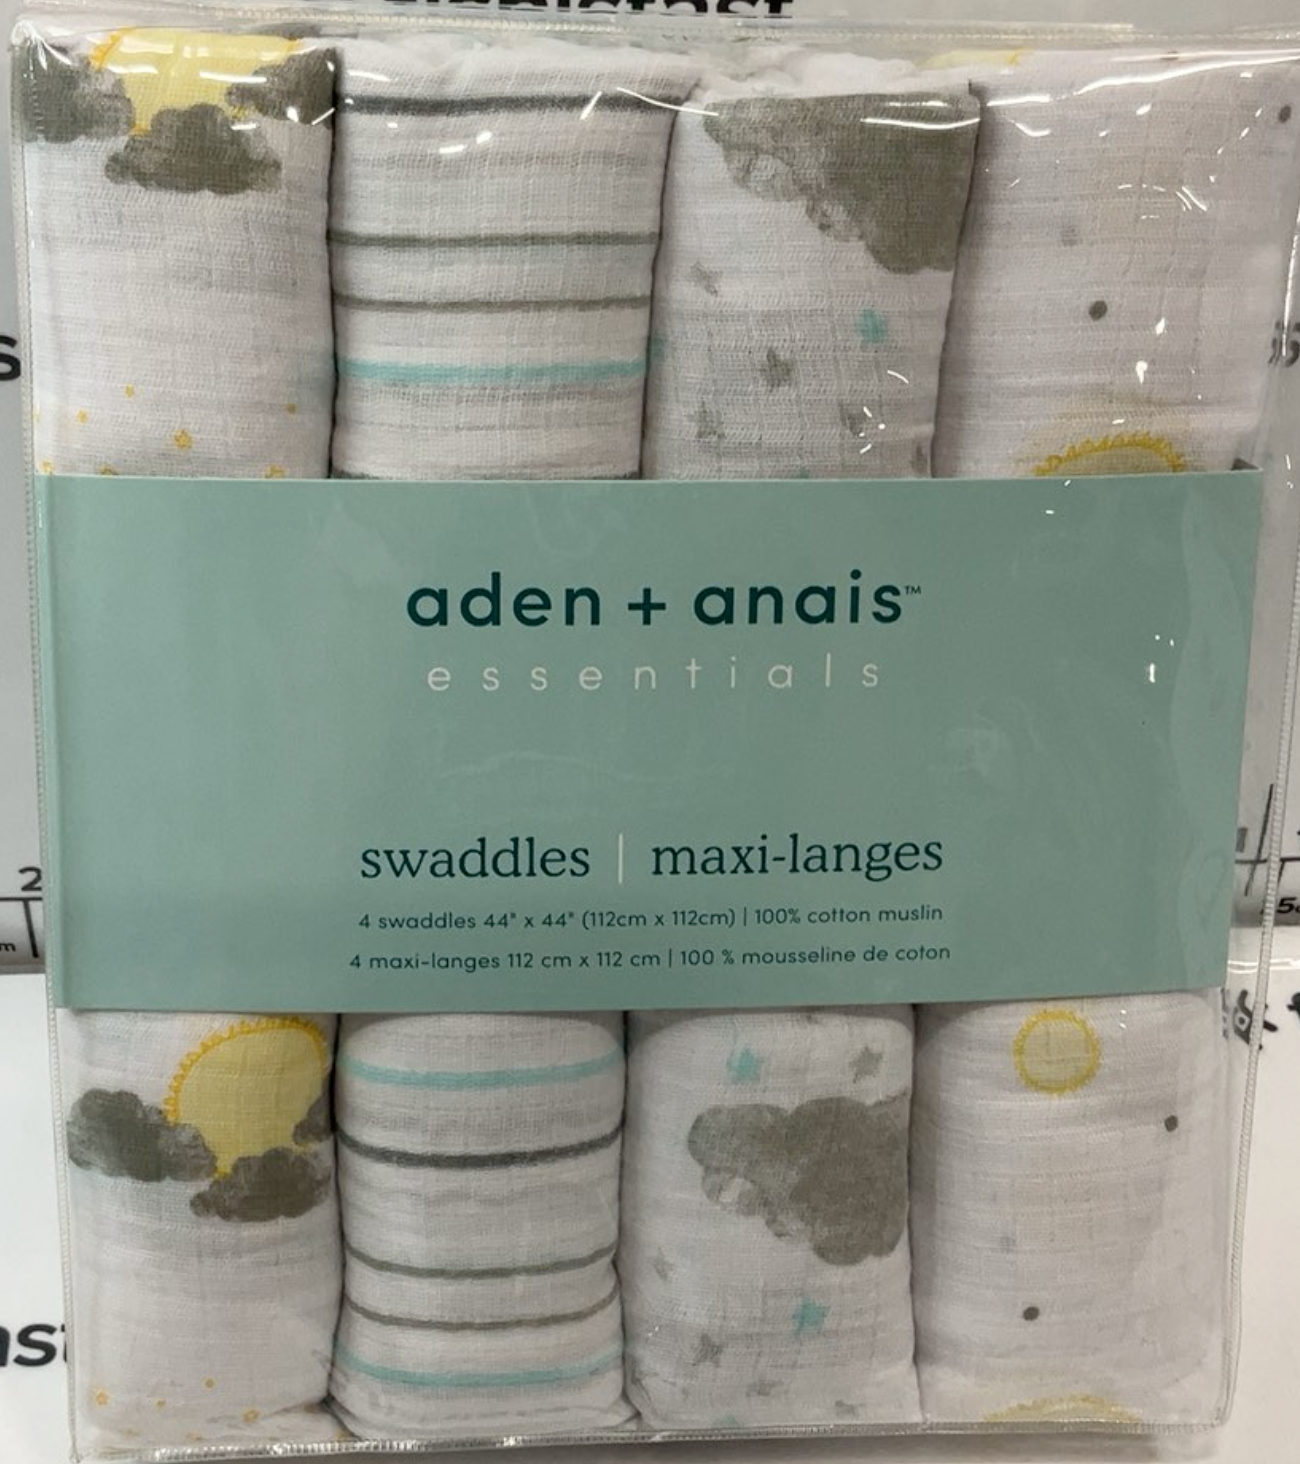 aden + anais™
essentials
swaddles | maxi-langes
4 swaddles 44" x 44" (112cm x 112cm) | 100% cotton muslin
4 maxi-langes 112 cm x 112 cm | 100 % mousseline de coton
2